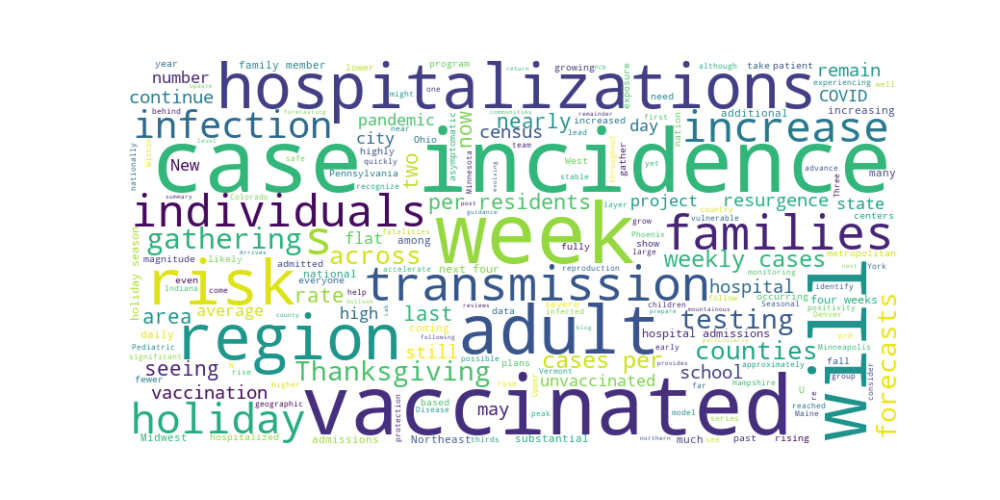 year
family member
lower
program
return
growing
PCR
although
take
patient
remain
update
number
hospitalizations
might
one
exposure
need
experiencing
well
continue
behind
forecasting
communities
remainder
COVID
infection
pandemic
near
nearly
increased
first
additional
increasing
increase
city
census
now
day
lead
nation
level
Ohio
team
highly
quickly
asymptomatic
Minnesota
West
stable
throughout
gather
yet
advance
Three
many
nationally
within
New
safe
case incidence
Pennsylvania
recognize
two
evolving
summary
Colorado
post
guidance
per residents
layer
project
resurgence
state
centers
individuals
fatalities
grow
country
vulnerable
holiday season
gathering
s
flat
among
week
fully
Phoenix
show
large
families
magnitude
likely
Arrives
across
weekly cases
metropolitan
risk
admitted
national
everyone
accelerate
next four
reproduction
monitoring
next
York
even
Indiana
come
rate
help
outlook
transmission
hospital
identify
occurring
four weeks
area
average
county
high
Lab
last
data
infected
severe
reviews
blog
children
prepare
mountainous
follow
Seasonal
positivity
Denver
will
forecasts
daily
significant
region
coming
following
adult
early
testing
hospital admissions
particularly
pre
Minneapolis
Pediatric
seeing
fewer
N
rise
still
possible
plans
cases per
provides
counties
approximately
fall
group
consider
vaccination
higher
Thanksgiving
rose
Upper
Vermont
unvaccinated
school
far
Hampshire
U
re
reached
Maine
holiday
geographic
vaccinated
protection
based
Disease
peak
may
model
series
Midwest
hospitalized
admissions
Northeast
thirds
substantial
northern
much
see
past
rising